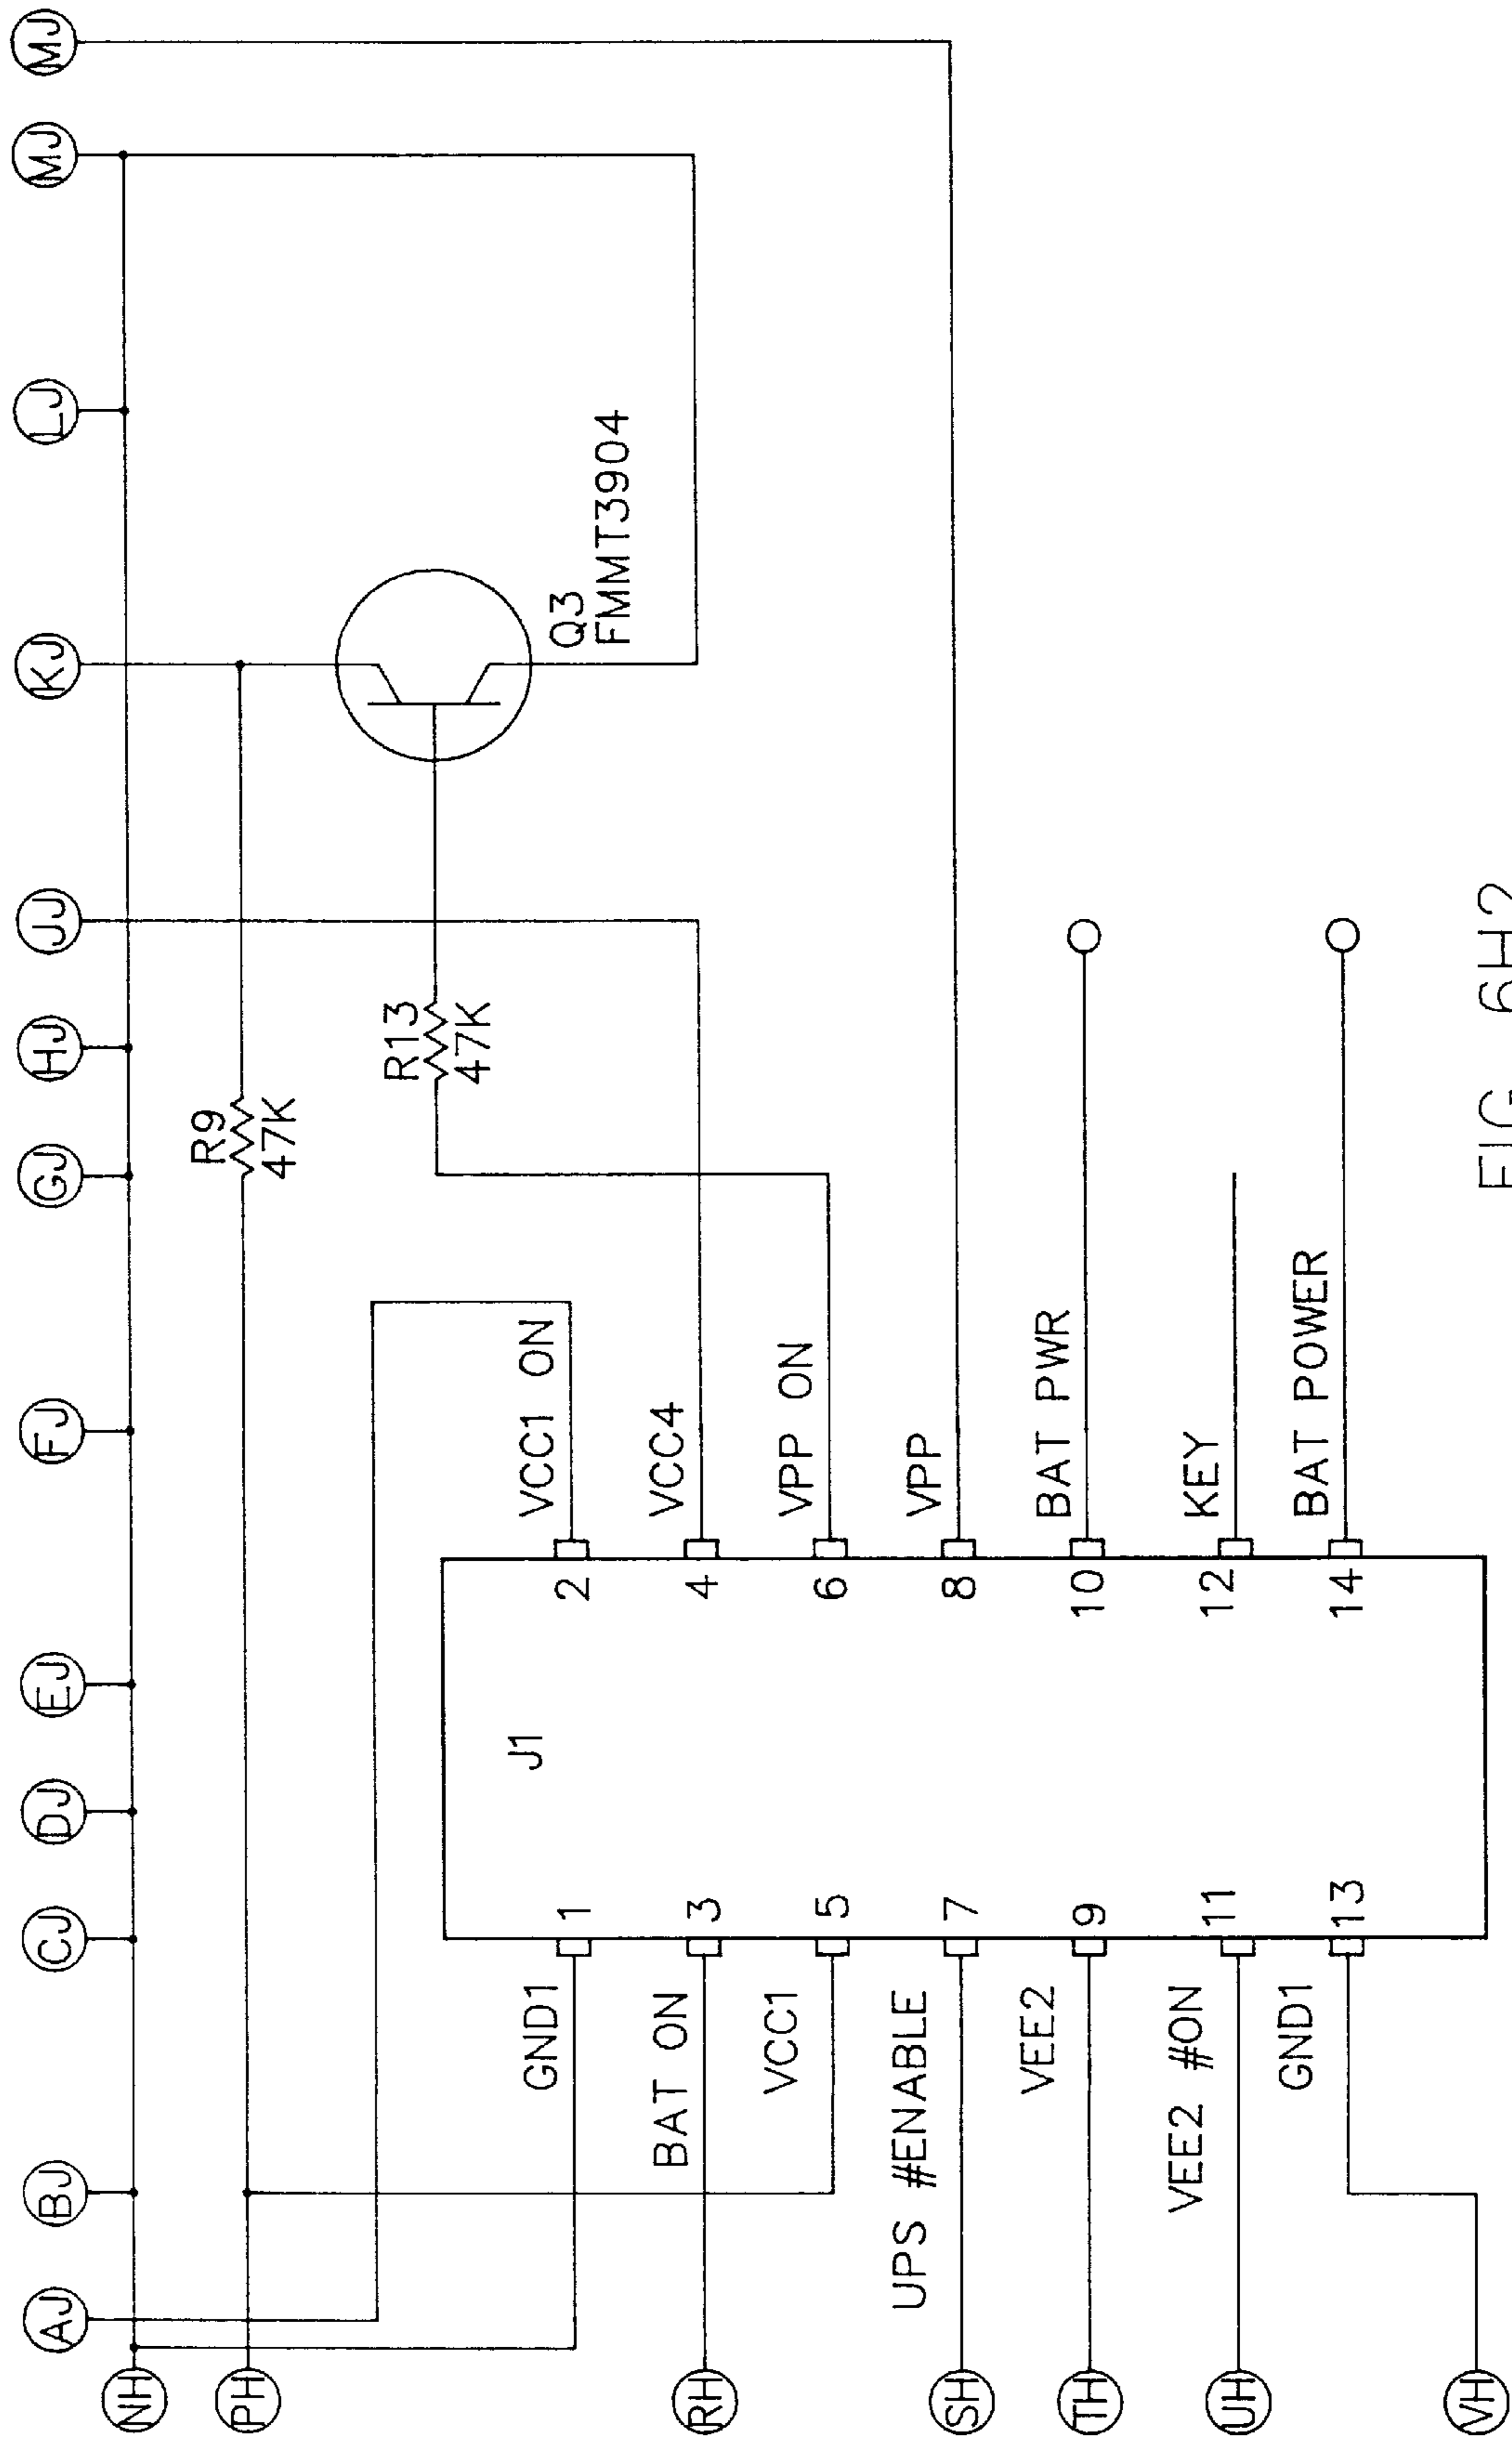 AJ
BJ
CJ
DJ
EJ
FJ
GJ
HJ
JJ
KJ
LJ
MJ
MJ
NH
PH
RH
SH
TH
UH
VH
R9
47K
R13
47K
Q3
FMMT3904
J1
GND1
1
2
VCC1 ON
BAT ON
3
4
VCC4
VCC1
5
6
VPP ON
UPS #ENABLE
7
8
VPP
VEE2
9
10
BAT PWR
VEE2 #ON
11
12
KEY
GND1
13
14
BAT POWER
FIG. 6H2